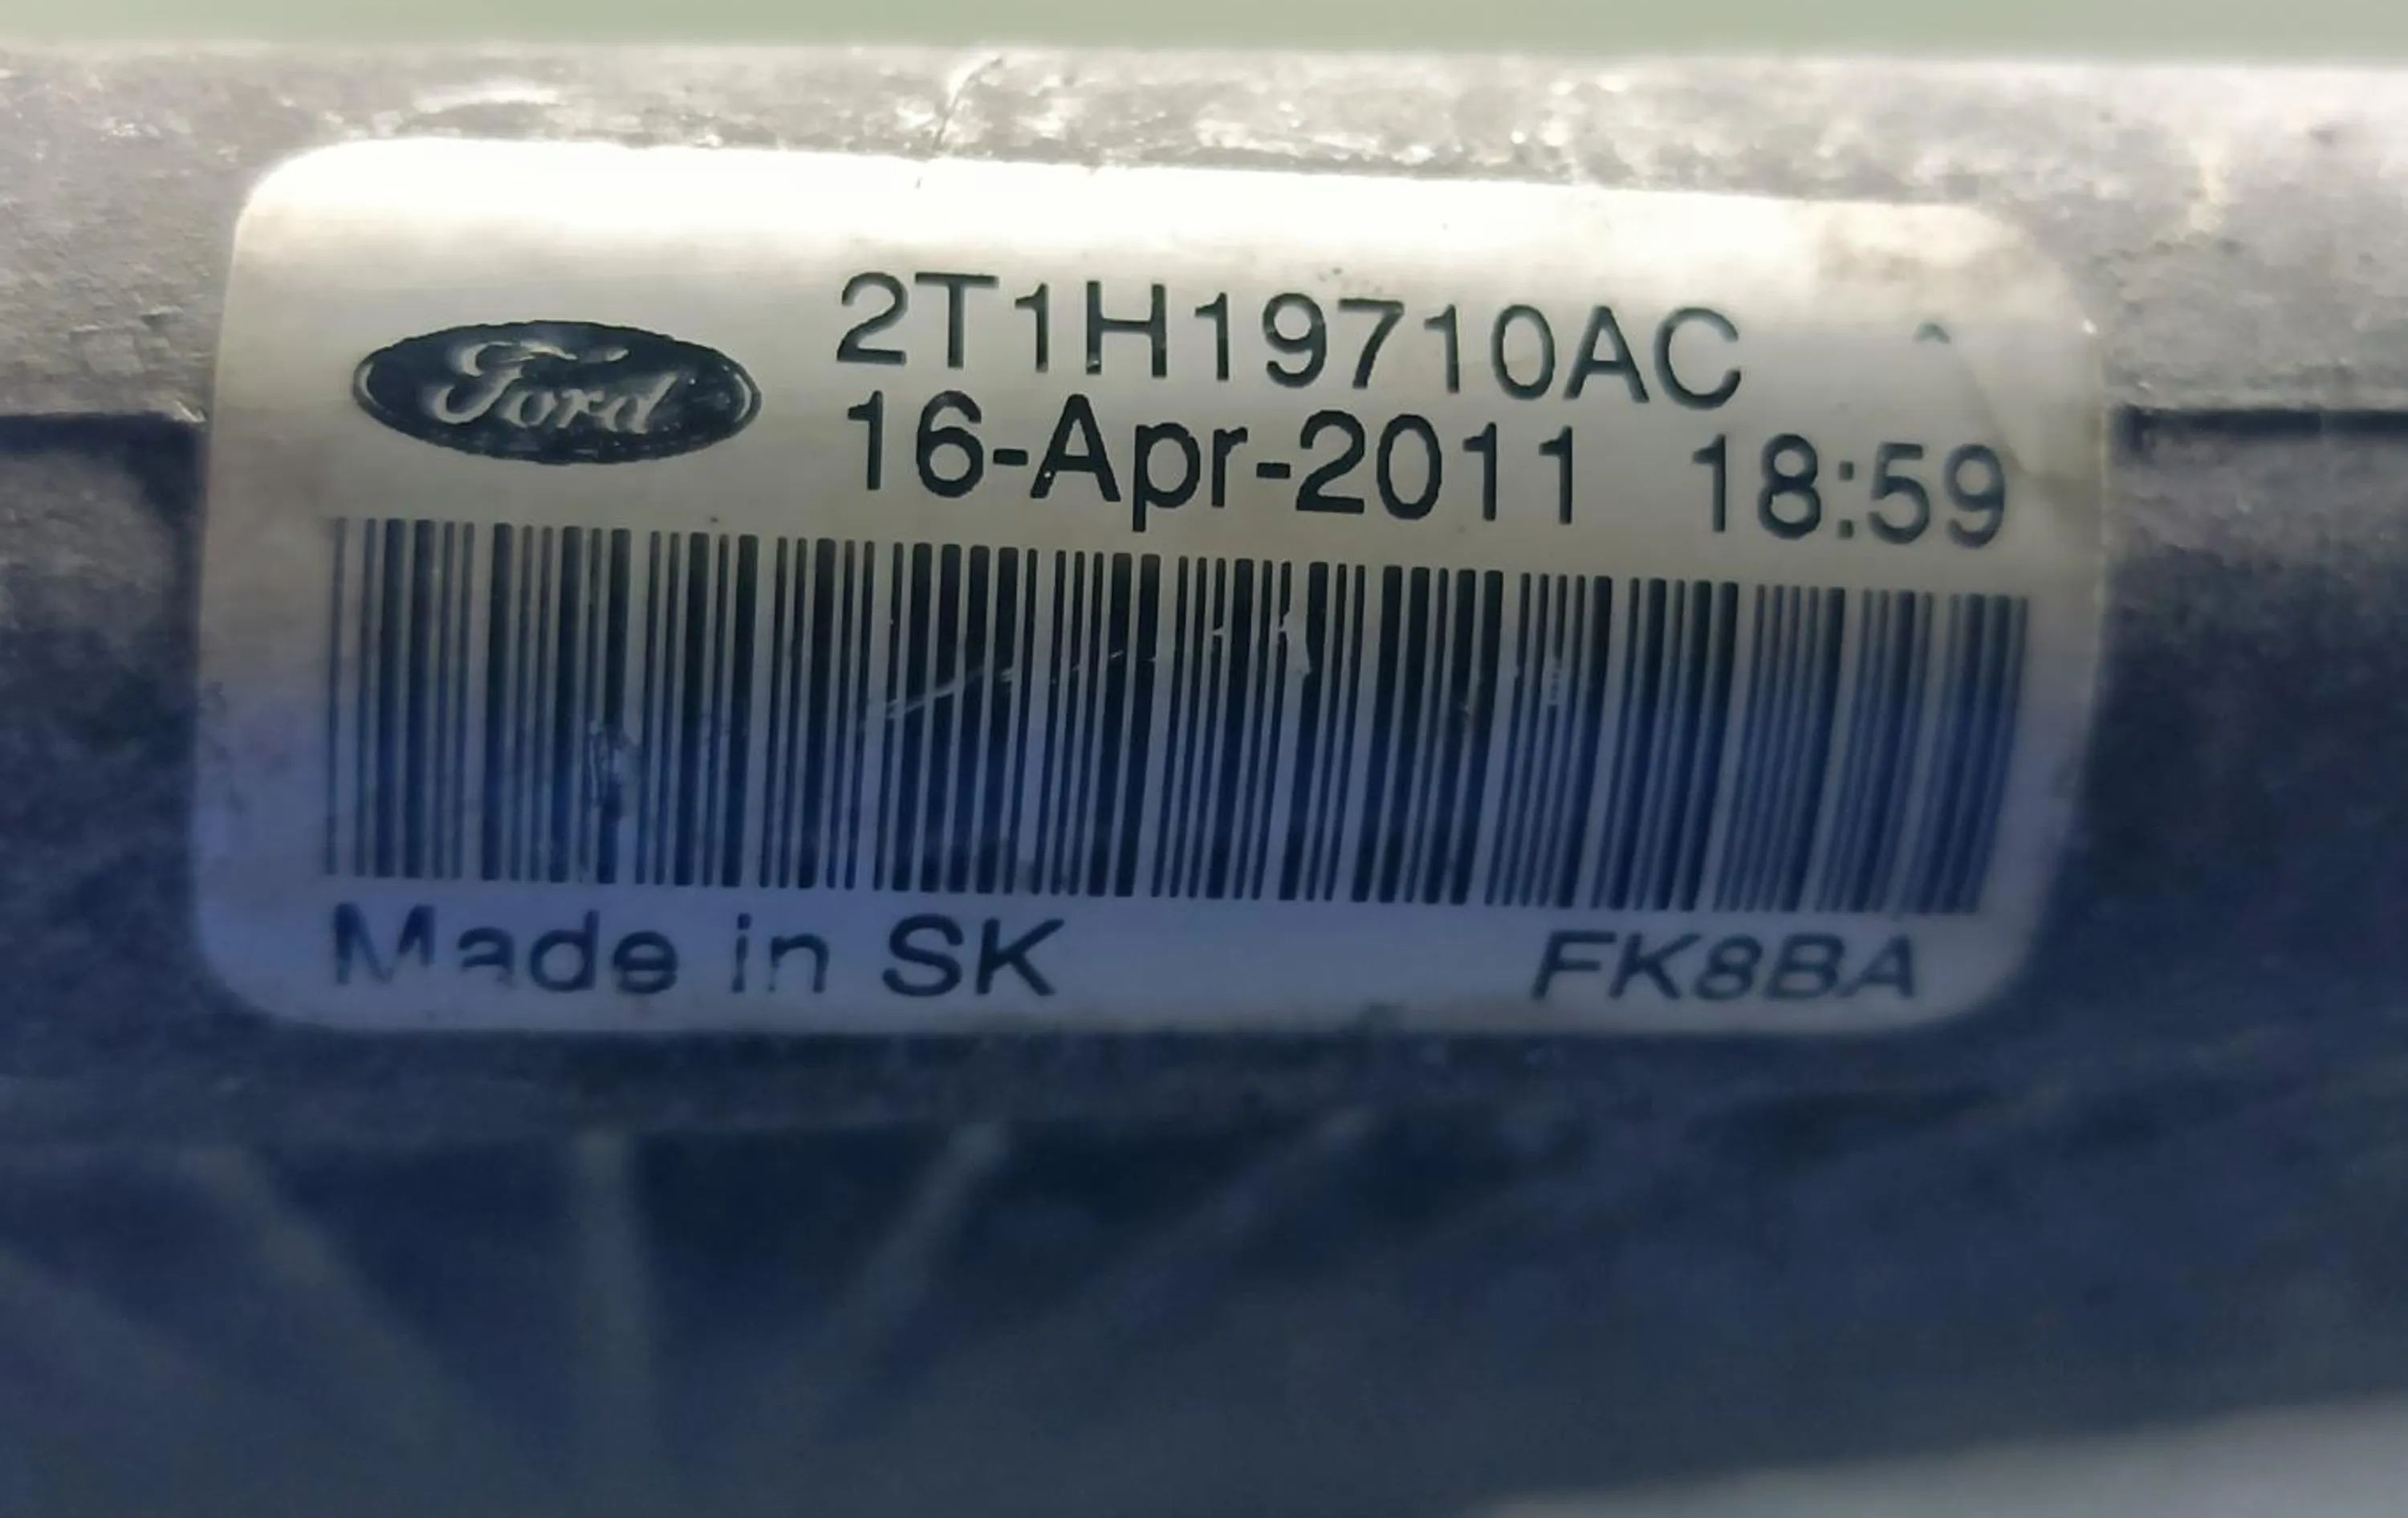 Ford
2T1H19710AC
16-Apr-2011 18:59
Made in SK
FK8BA